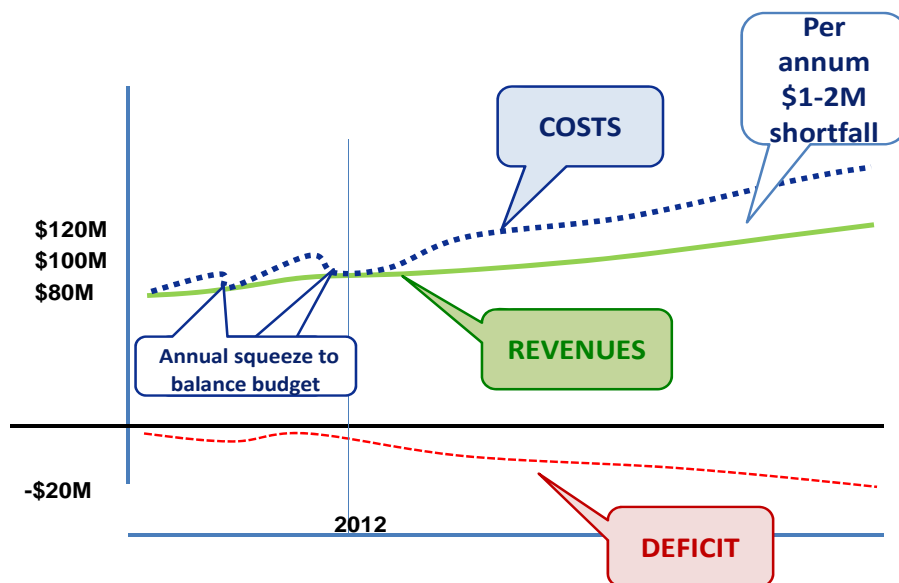 Per
annum
$1-2M
shortfall
COSTS
$120M
$100M
$80M
Annual squeeze to
balance budget
REVENUES
-$20M
2012
DEFICIT